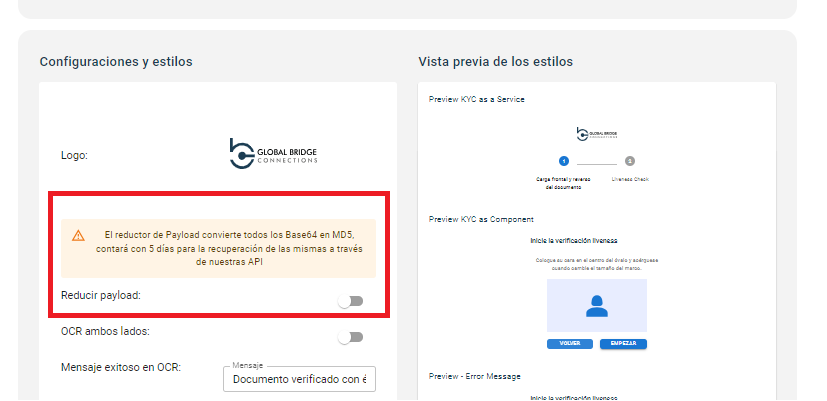 Configuraciones y estilos
Logo:
GLOBAL BRIDGE
CONNECTIONS
El reductor de Payload convierte todos los Base64 en MD5,
contará con 5 días para la recuperación de las mismas a través
de nuestras API
Reducir payload:
OCR ambos lados:
Mensaje exitoso en OCR:
Mensaje
Documento verificado con é
Vista previa de los estilos
Preview KYC as a Service
GLOBAL BRIDGE
CONNECTIONS
1
2
Carga frontal y reverso
del documento
Liveness Check
Preview KYC as Component
Inicie la verificación liveness
Coloque su cara en el centro del óvalo y acérquese
cuando cambie el tamaño del marco.
VOLVER
EMPEZAR
Preview - Error Message
Inicie la verificación liveness